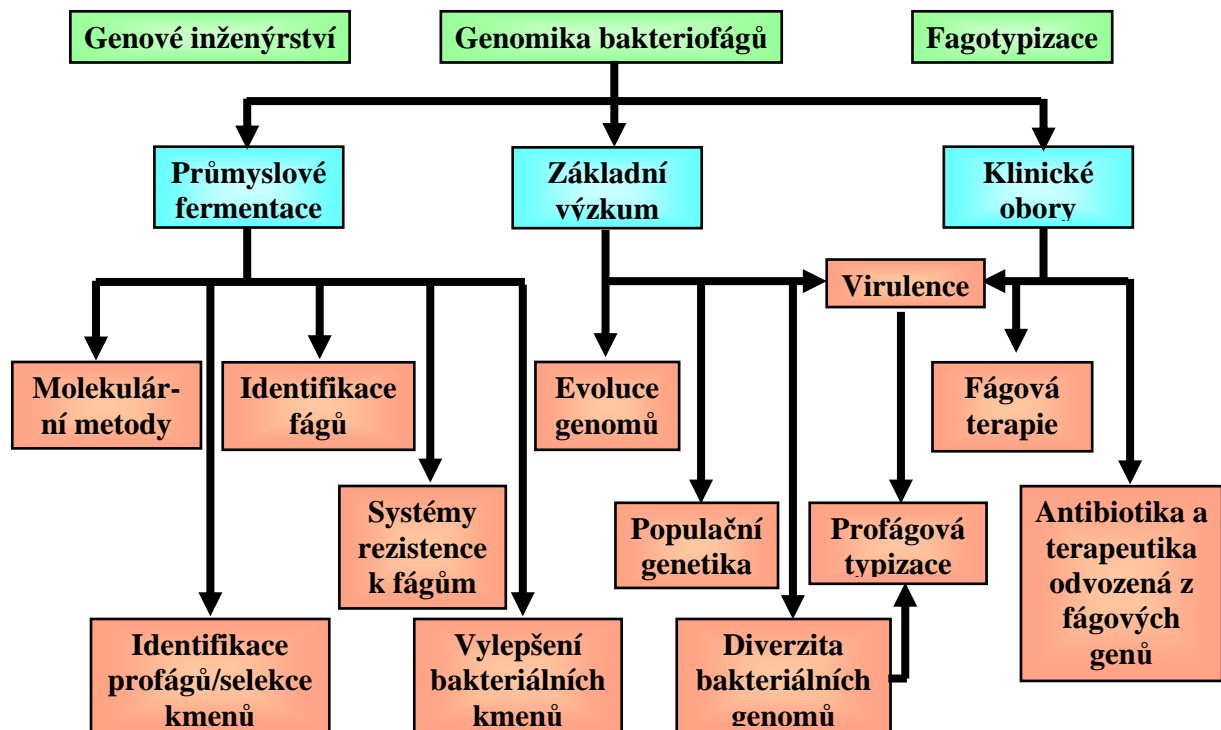 Genové inženýrství
Genomika bakteriofágů
Fagotypizace
Průmyslové
fermentace
Základní
výzkum
Klinické
obory
Virulence
Molekulár-
ní metody
Identifikace
fágů
Evoluce
genomů
Fágová
terapie
Systémy
rezistence
k fágům
Populační
genetika
Profágová
typizace
Antibiotika a
terapeutika
odvozená z
fágových
genů
Identifikace
profágů/selekce
kmenů
Vylepšení
bakteriálních
kmenů
Diverzita
bakteriálních
genomů